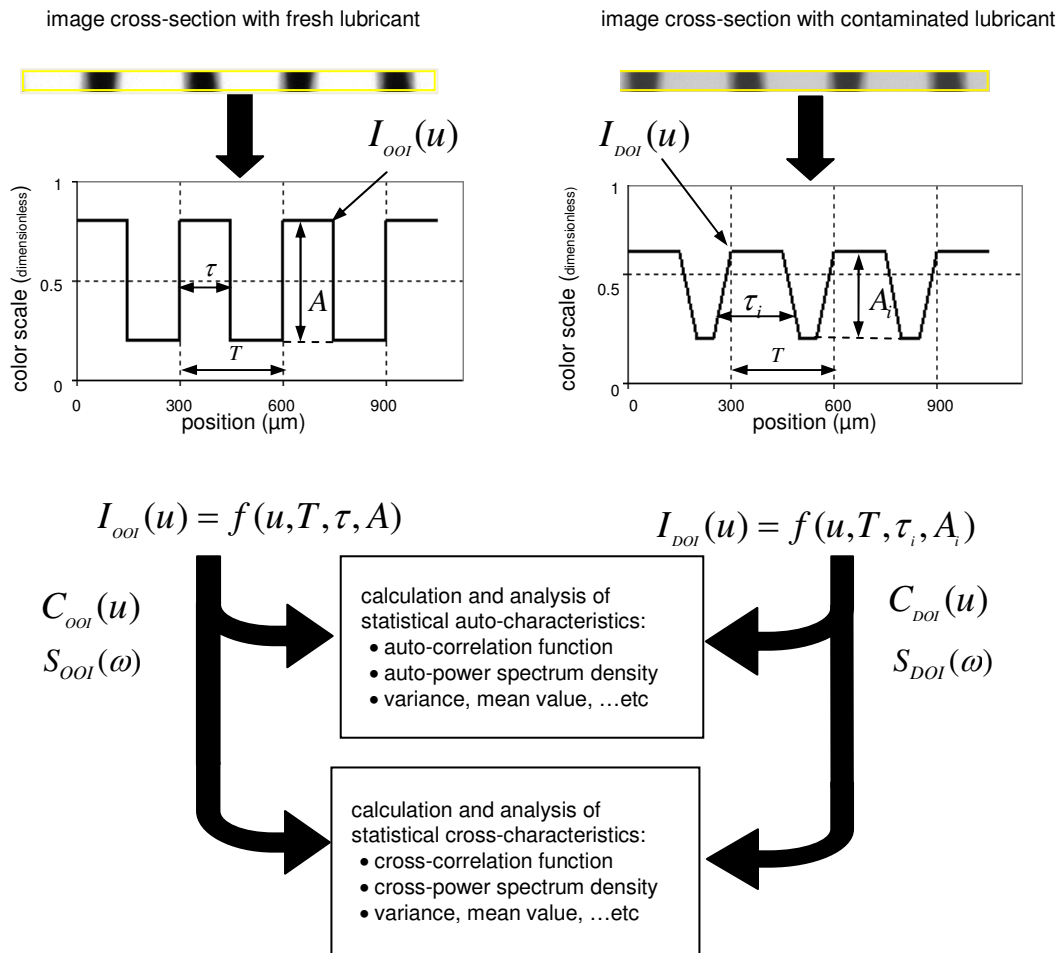 image cross-section with fresh lubricant
image cross-section with contaminated lubricant
I_OOI(u)
I_DOI(u)
color scale (dimensionless)
1
0.5
0
τ
A
T
0 300 600 900
position (μm)
color scale (dimensionless)
1
0.5
0
τ_i
A_i
T
0 300 600 900
position (μm)
I_OOI(u) = f(u,T,τ,A)
I_DOI(u) = f(u,T,τ_i,A_i)
C_OOI(u)
S_OOI(ω)
C_DOI(u)
S_DOI(ω)
calculation and analysis of
statistical auto-characteristics:
• auto-correlation function
• auto-power spectrum density
• variance, mean value, …etc
calculation and analysis of
statistical cross-characteristics:
• cross-correlation function
• cross-power spectrum density
• variance, mean value, …etc